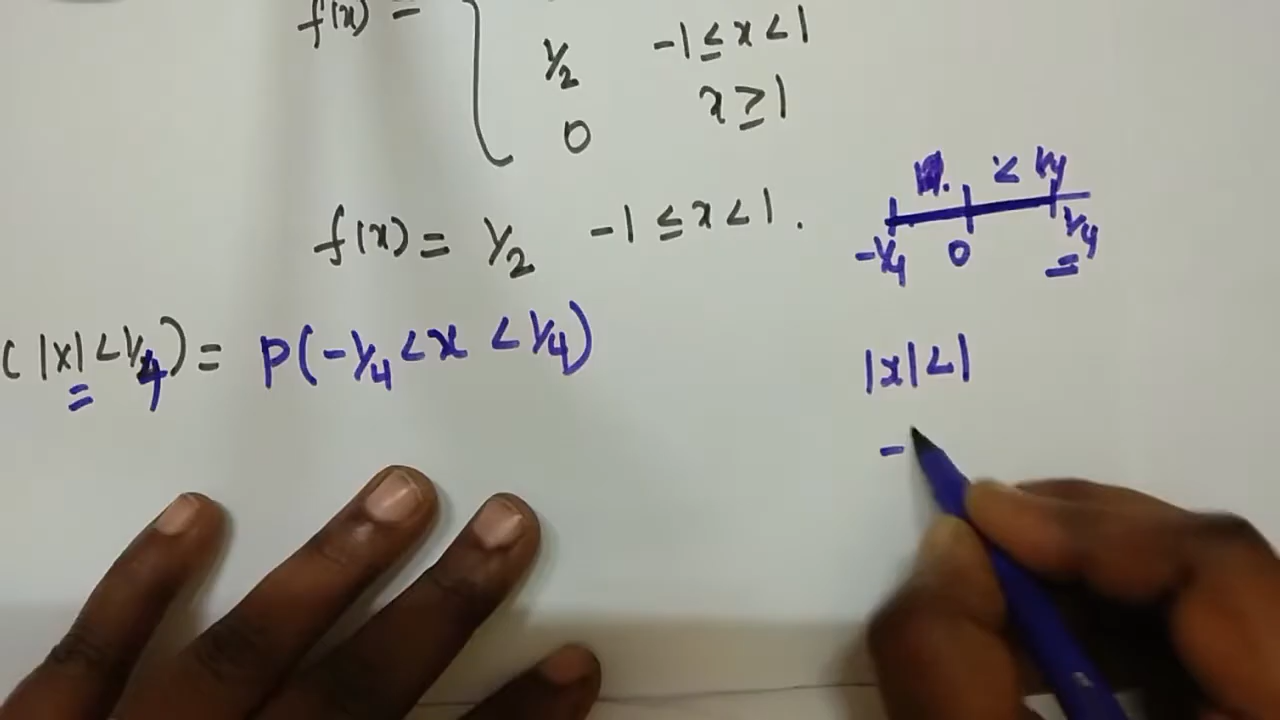 f(x) =
1/2 -1 ≤ x < 1
0 x ≥ 1
f(x) = 1/2 -1 ≤ x < 1.
< 1/4
-1/4 0 1/4
( |x| < 1/4) = P(-1/4 < x < 1/4)
|x| < 1
-